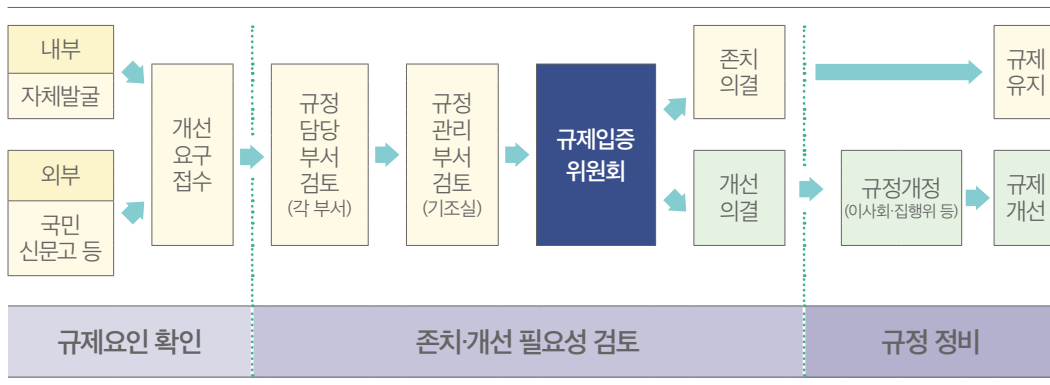 내부
자체발굴
외부
국민
신문고 등
개선
요구
접수
규정
담당
부서
검토
(각 부서)
규정
관리
부서
검토
(기조실)
규제입증
위원회
존치
의결
개선
의결
규제
유지
규정개정
(이사회·집행위 등)
규제
개선
규제요인 확인
존치·개선 필요성 검토
규정 정비